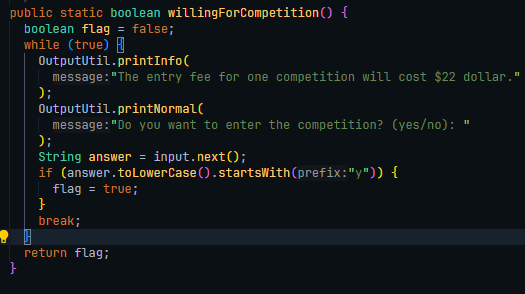 public static boolean willingForCompetition() {
boolean flag = false;
while (true) {
OutputUtil.printInfo(
message:"The entry fee for one competition will cost $22 dollar."
);
OutputUtil.printNormal(
message:"Do you want to enter the competition? (yes/no): "
);
String answer = input.next();
if (answer.toLowerCase().startsWith(prefix:"y")) {
flag = true;
}
break;
}
return flag;
}